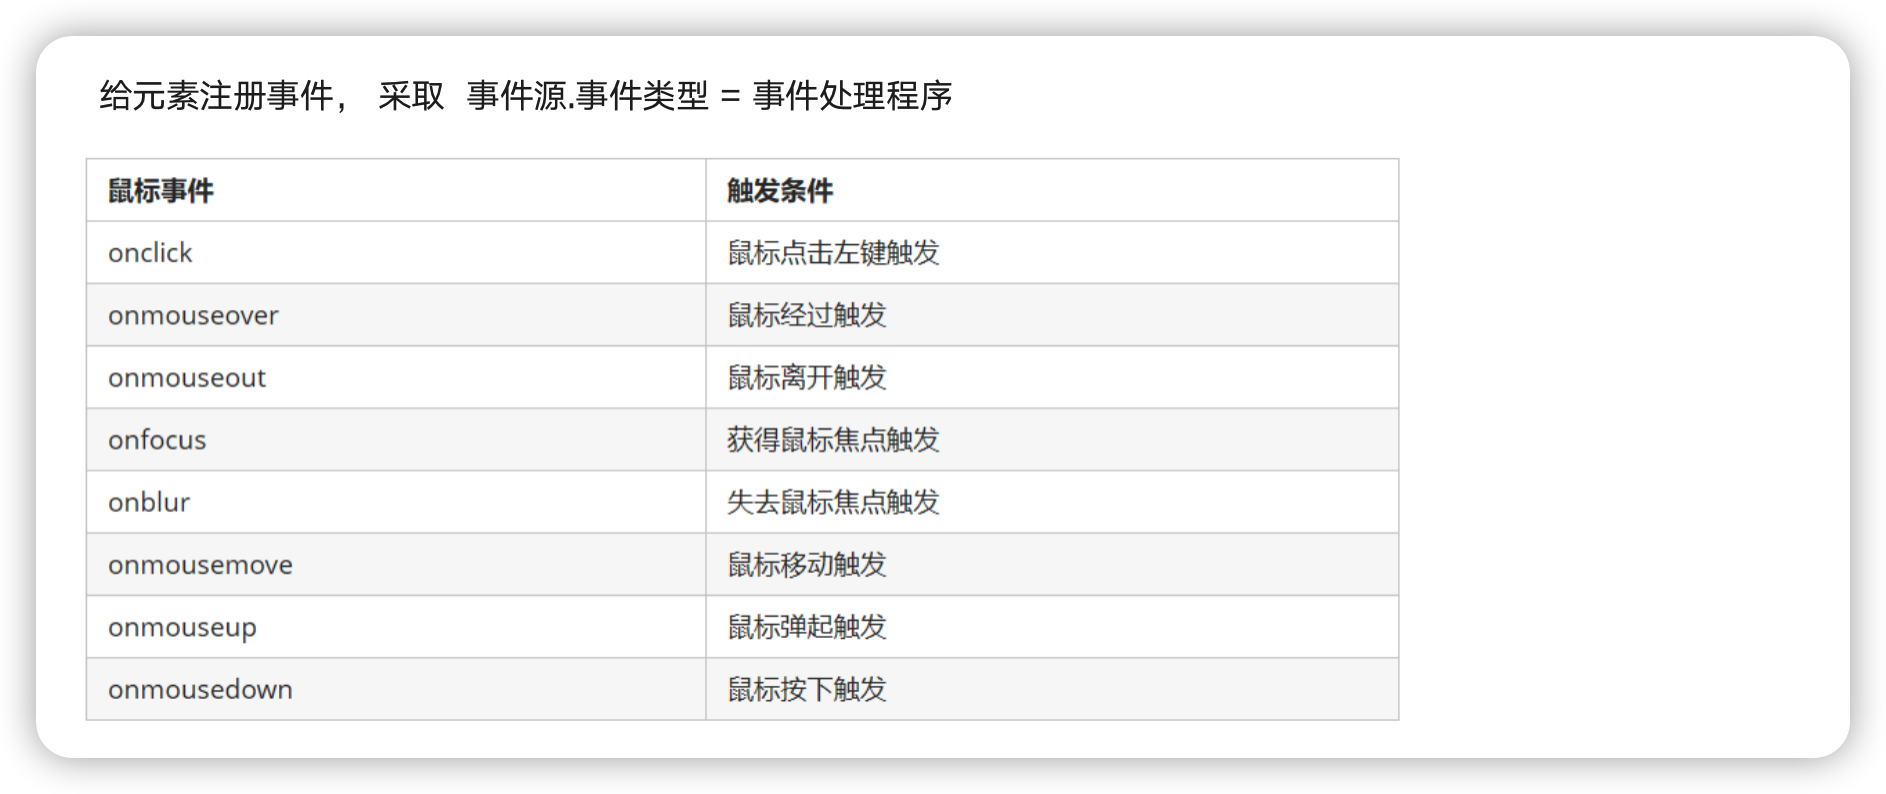 给元素注册事件， 采取 事件源.事件类型 = 事件处理程序
鼠标事件 触发条件
onclick 鼠标点击左键触发
onmouseover 鼠标经过触发
onmouseout 鼠标离开触发
onfocus 获得鼠标焦点触发
onblur 失去鼠标焦点触发
onmousemove 鼠标移动触发
onmouseup 鼠标弹起触发
onmousedown 鼠标按下触发